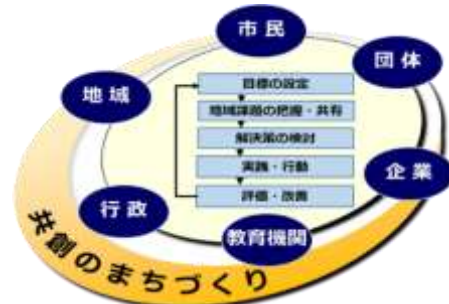 市民
団体
地域
目標の設定
地域課題の把握・共有
解決策の検討
実践・行動
評価・改善
企業
行政
教育機関
共創のまちづくり